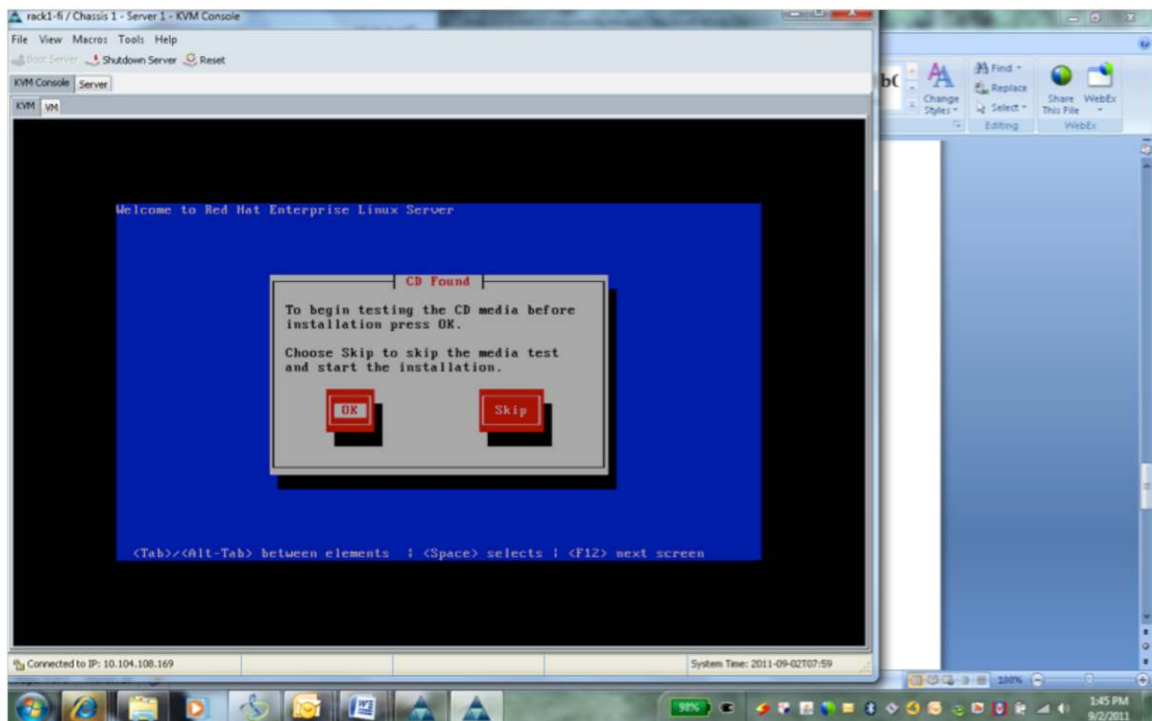 rack1-fi / Chassis 1 - Server 1 - KVM Console
File View Macros Tools Help
Boot Server Shutdown Server Reset
KVM Console Server
KVM VM
Welcome to Red Hat Enterprise Linux Server
CD Found
To begin testing the CD media before
installation press OK.
Choose Skip to skip the media test
and start the installation.
OK Skip
<Tab>/<Alt-Tab> between elements | <Space> selects | <F12> next screen
Connected to IP: 10.104.108.169
System Time: 2011-09-02T07:59
Change
Styles
Find
Replace
Select
Editing
Share
This File
WebEx
WebEx
100%
98%
1:45 PM
9/2/2011